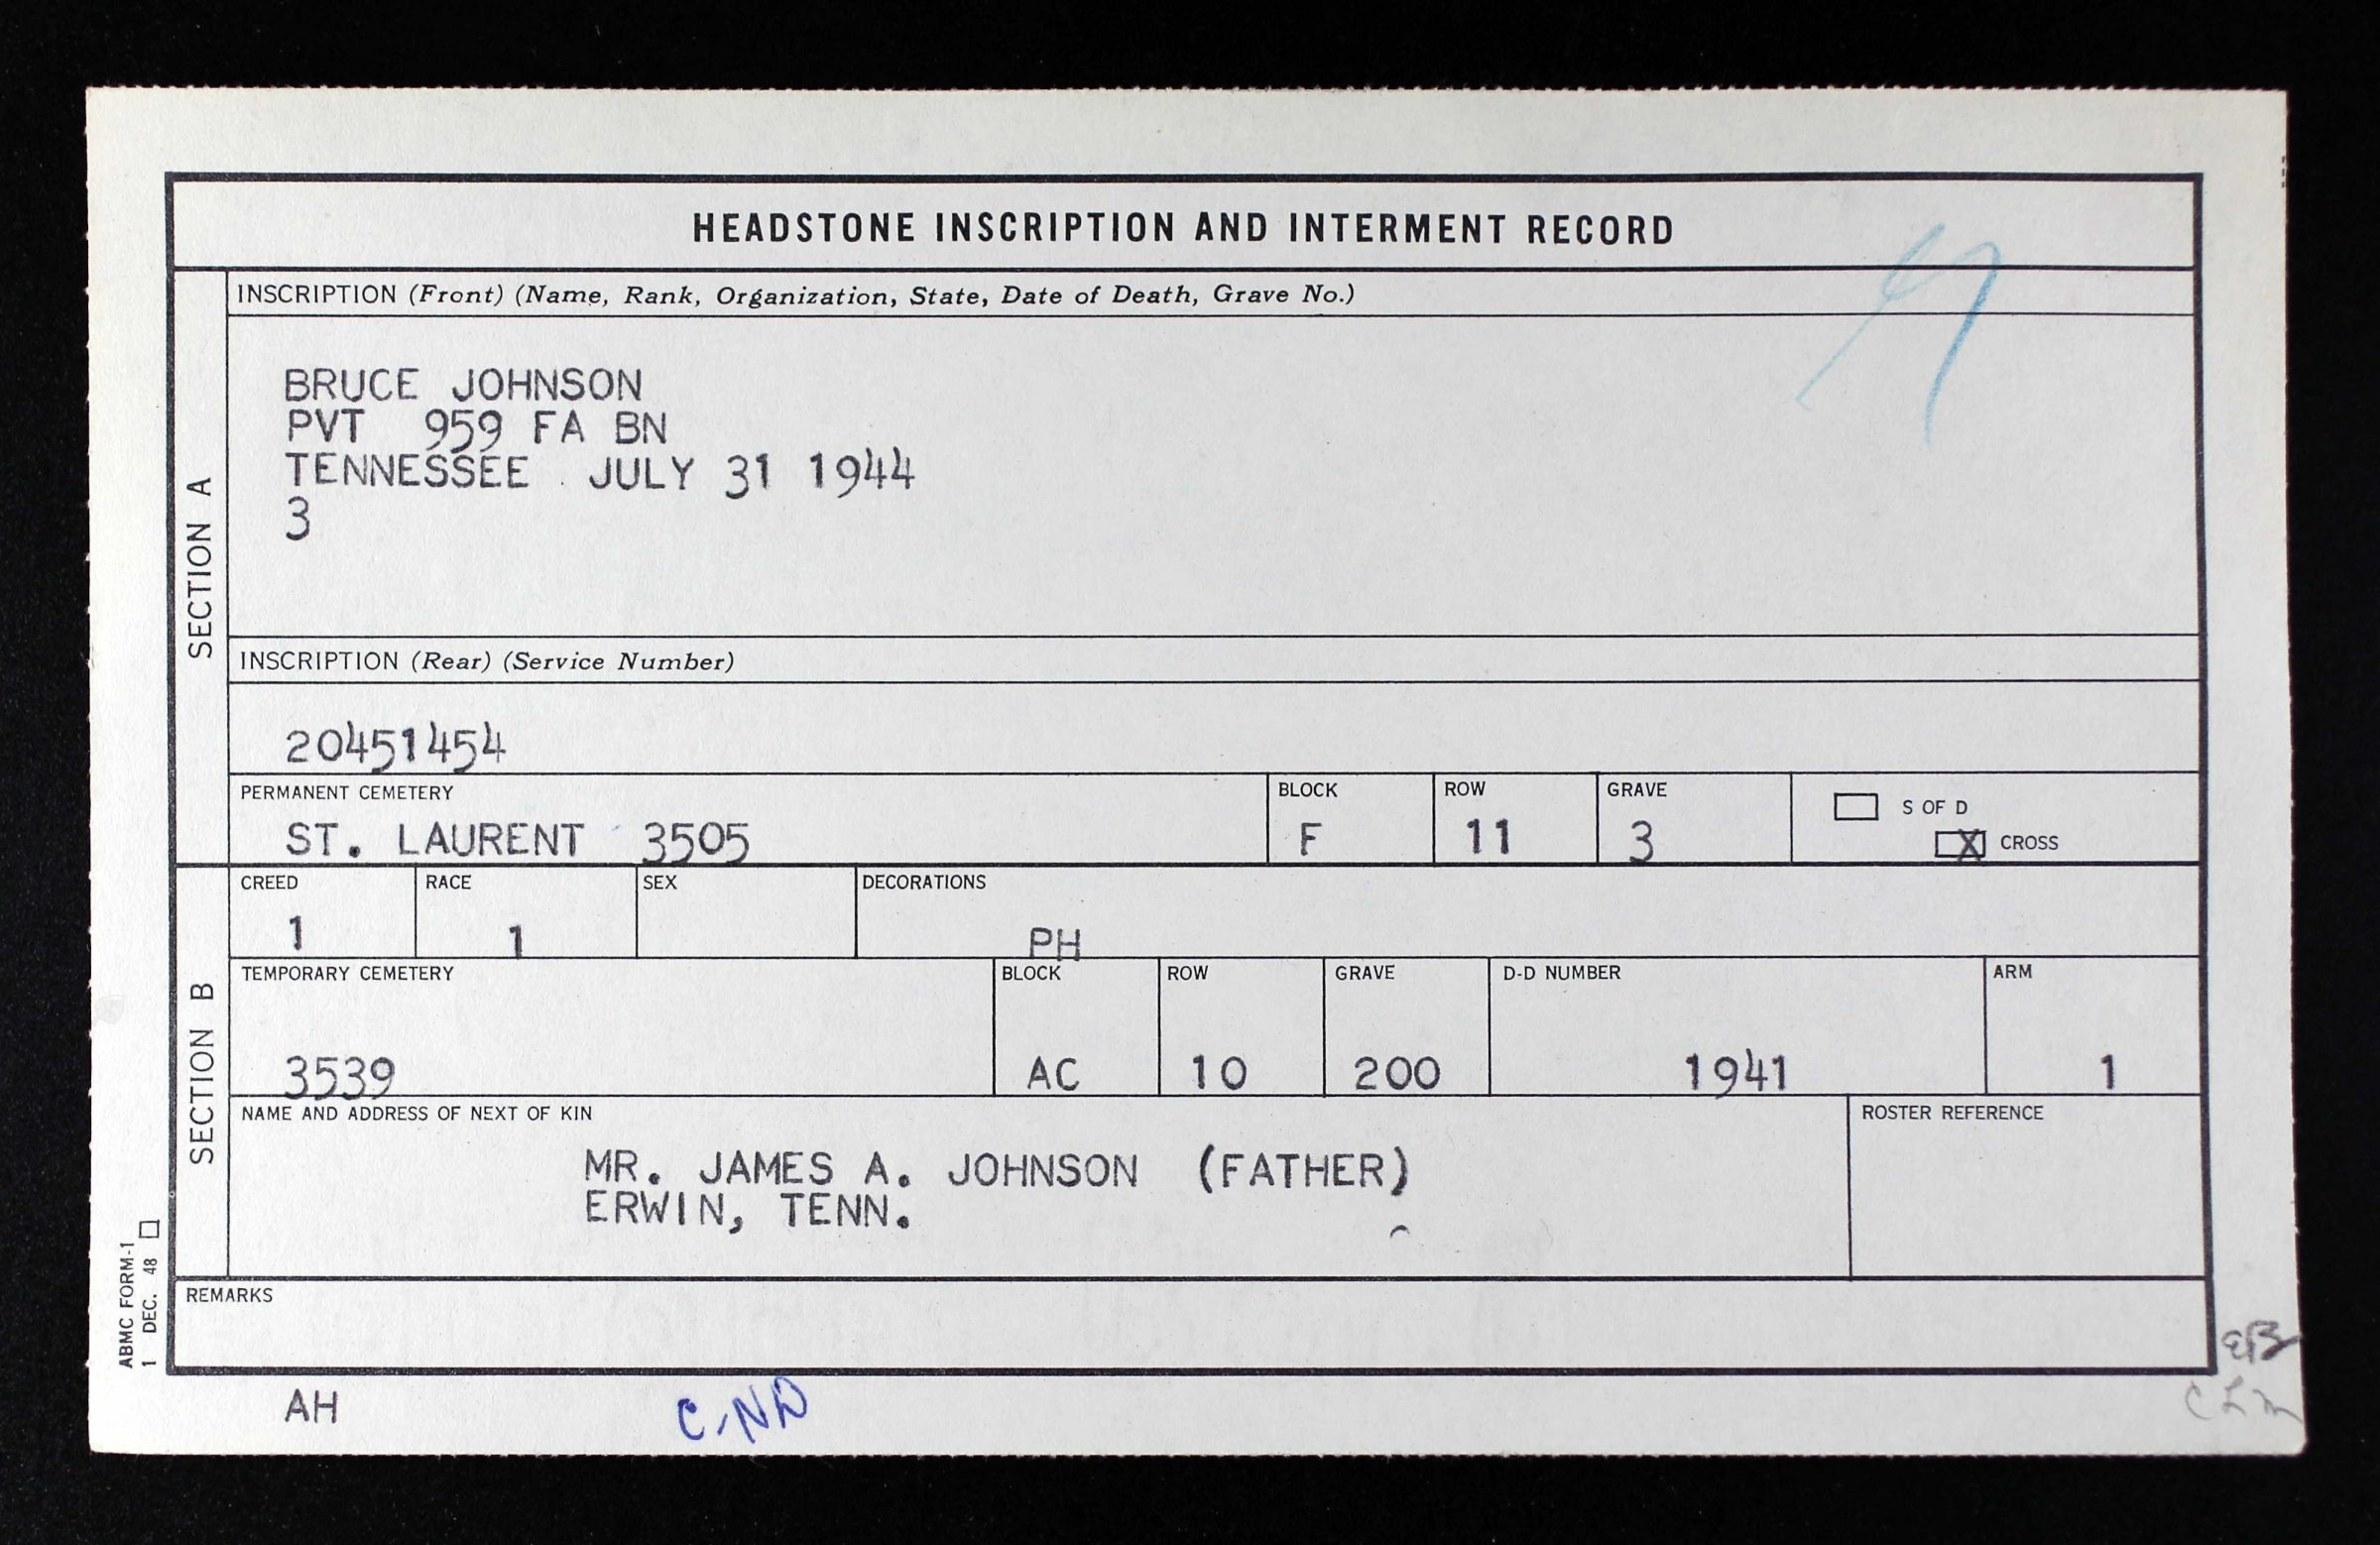 HEADSTONE INSCRIPTION AND INTERMENT RECORD
SECTION A
INSCRIPTION (Front) (Name, Rank, Organization, State, Date of Death, Grave No.)
BRUCE JOHNSON
PVT 959 FA BN
TENNESSEE JULY 31 1944
3
INSCRIPTION (Rear) (Service Number)
20451454
PERMANENT CEMETERY BLOCK ROW GRAVE
S OF D
ST. LAURENT 3505 F 11 3
X CROSS
SECTION B
CREED RACE SEX DECORATIONS
1 1 PH
TEMPORARY CEMETERY BLOCK ROW GRAVE D-D NUMBER ARM
3539 AC 10 200 1941 1
NAME AND ADDRESS OF NEXT OF KIN ROSTER REFERENCE
MR. JAMES A. JOHNSON (FATHER)
ERWIN, TENN.
REMARKS
ABMC FORM-1
1 DEC. 48
AH C-ND
EB